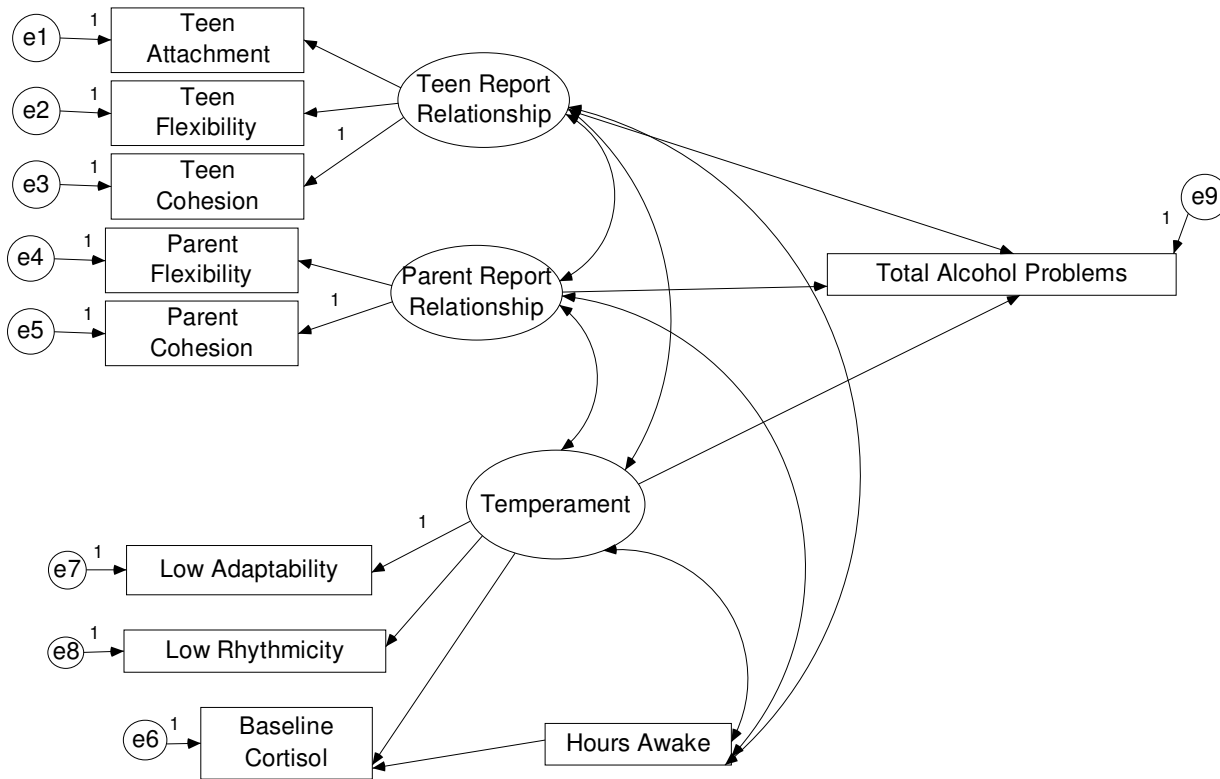 e1
1
Teen
Attachment
e2
1
Teen
Flexibility
e3
1
Teen
Cohesion
e4
1
Parent
Flexibility
e5
1
Parent
Cohesion
Teen Report
Relationship
1
Parent Report
Relationship
1
e9
1
Total Alcohol Problems
Temperament
1
e7
1
Low Adaptability
e8
1
Low Rhythmicity
e6
1
Baseline
Cortisol
Hours Awake